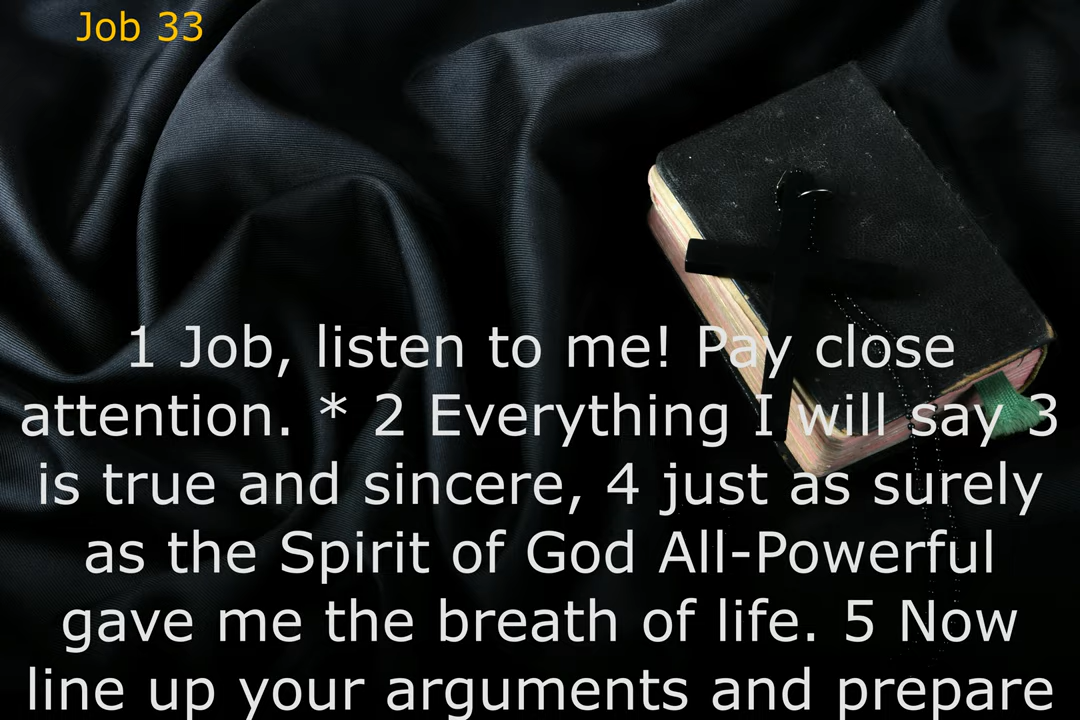 Job 33
1 Job, listen to me! Pay close
attention. * 2 Everything I will say 3
is true and sincere, 4 just as surely
as the Spirit of God All-Powerful
gave me the breath of life. 5 Now
line up your arguments and prepare